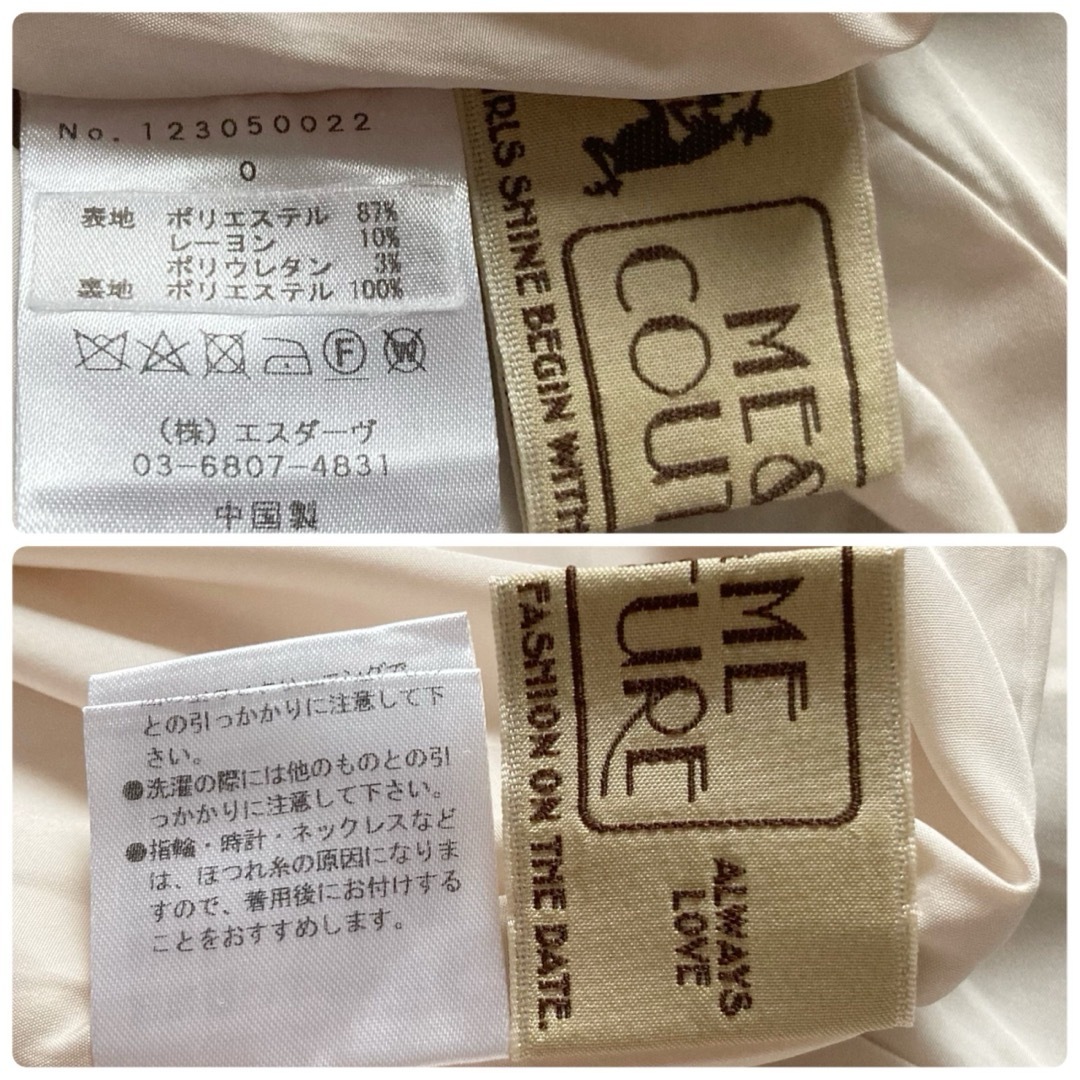 No. 123050022
0
表地 ポリエステル 87%
レーヨン 10%
ポリウレタン 3%
裏地 ポリエステル 100%
F
W
(株) エスダーヴ
03-6807-4831
中国製
RLS SHINE BEGIN WITH
ME&
COUT
との引っかかりに注意して下
さい。
●洗濯の際には他のものとの引
っかかりに注意して下さい。
●指輪・時計・ネックレスなど
は、ほつれ糸の原因になりま
すので、着用後にお付けする
ことをおすすめします。
ME
TURE
FASHION ON THE DATE.
ALWAYS
LOVE